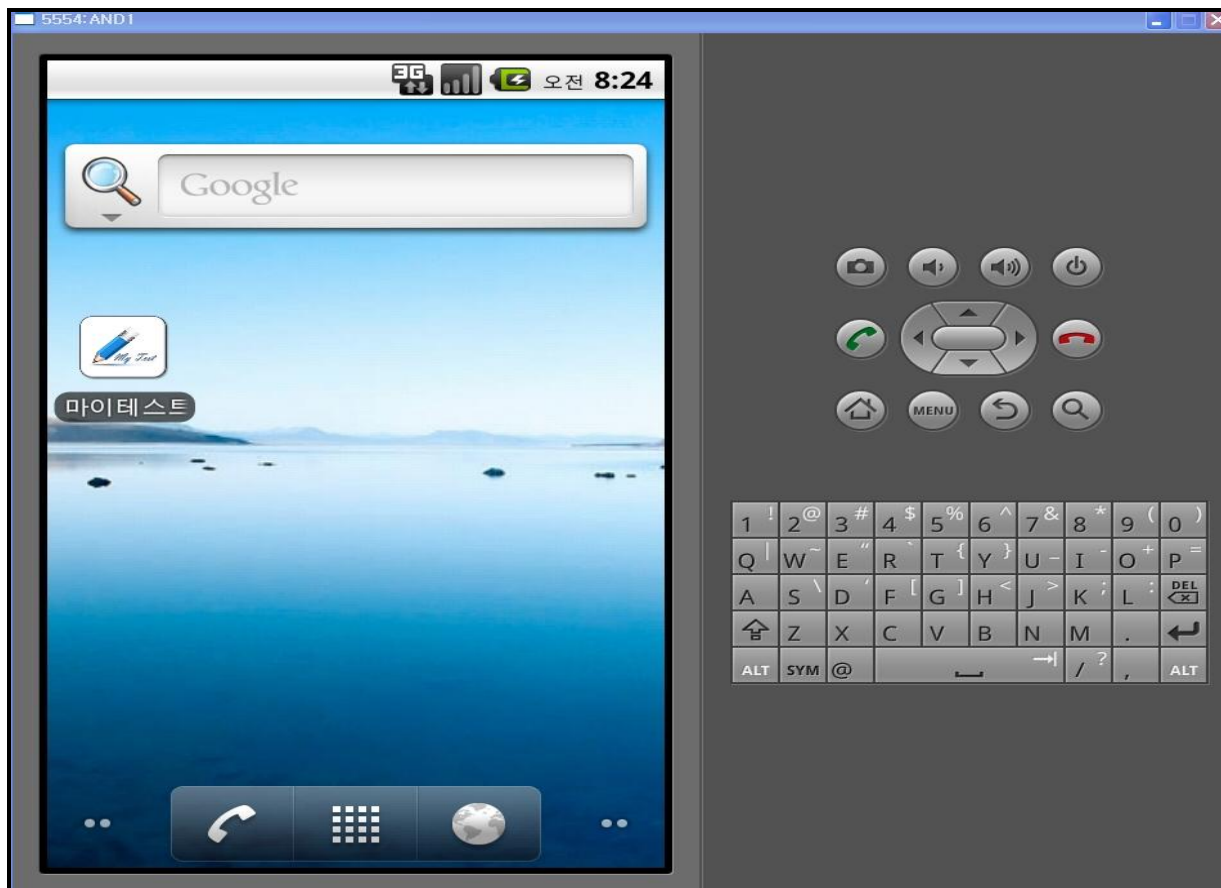 5554:AND1
3G 오전 8:24
Google
My Test
마이테스트
MENU
1 ! 2 @ 3 # 4 $ 5 % 6 ^ 7 & 8 * 9 ( 0 )
Q | W ~ E " R ` T { Y } U _ I - O + P =
A S \ D ' F [ G ] H < J > K ; L : DEL
Z X C V B N M .
ALT SYM @ / ? , ALT